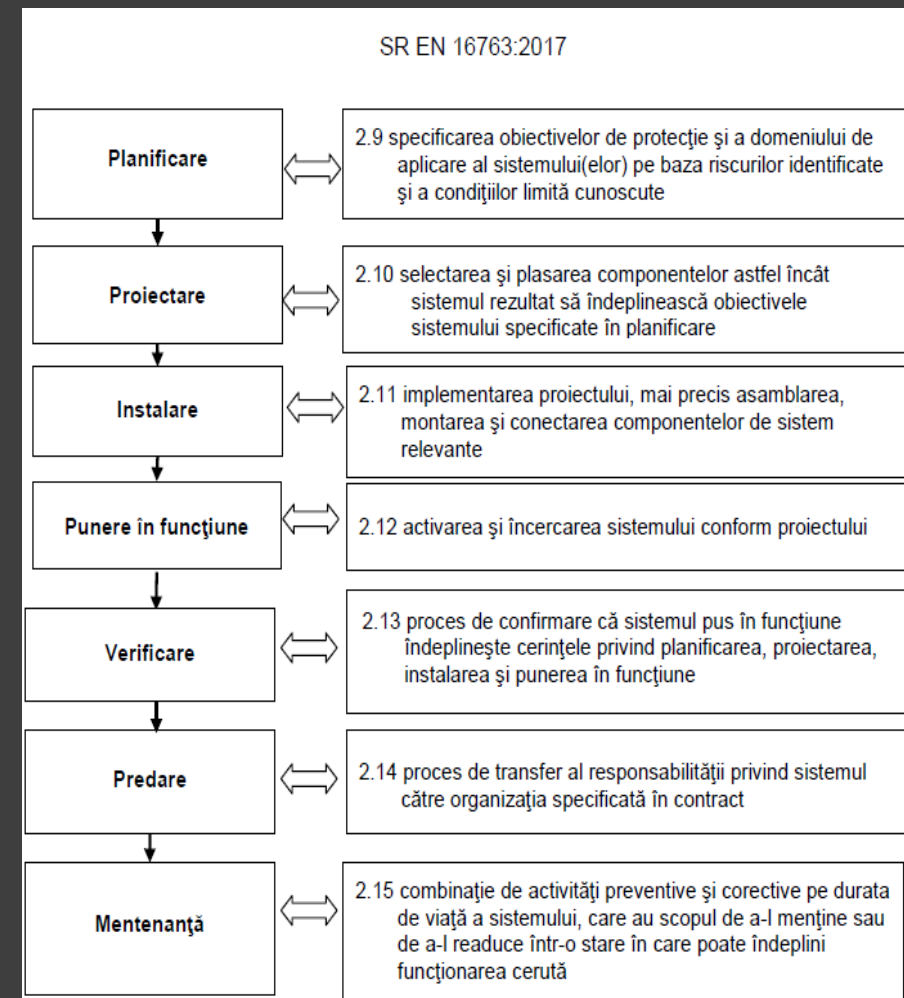 SR EN 16763:2017
Planificare
2.9 specificarea obiectivelor de protecţie şi a domeniului de
aplicare al sistemului(elor) pe baza riscurilor identificate
şi a condiţiilor limită cunoscute
Proiectare
2.10 selectarea şi plasarea componentelor astfel încât
sistemul rezultat să îndeplinească obiectivele
sistemului specificate în planificare
Instalare
2.11 implementarea proiectului, mai precis asamblarea,
montarea şi conectarea componentelor de sistem
relevante
Punere în funcţiune
2.12 activarea şi încercarea sistemului conform proiectului
Verificare
2.13 proces de confirmare că sistemul pus în funcţiune
îndeplineşte cerinţele privind planificarea, proiectarea,
instalarea şi punerea în funcţiune
Predare
2.14 proces de transfer al responsabilităţii privind sistemul
către organizaţia specificată în contract
Mentenanţă
2.15 combinaţie de activităţi preventive şi corective pe durata
de viaţă a sistemului, care au scopul de a-l menţine sau
de a-l readuce într-o stare în care poate îndeplini
funcţionarea cerută